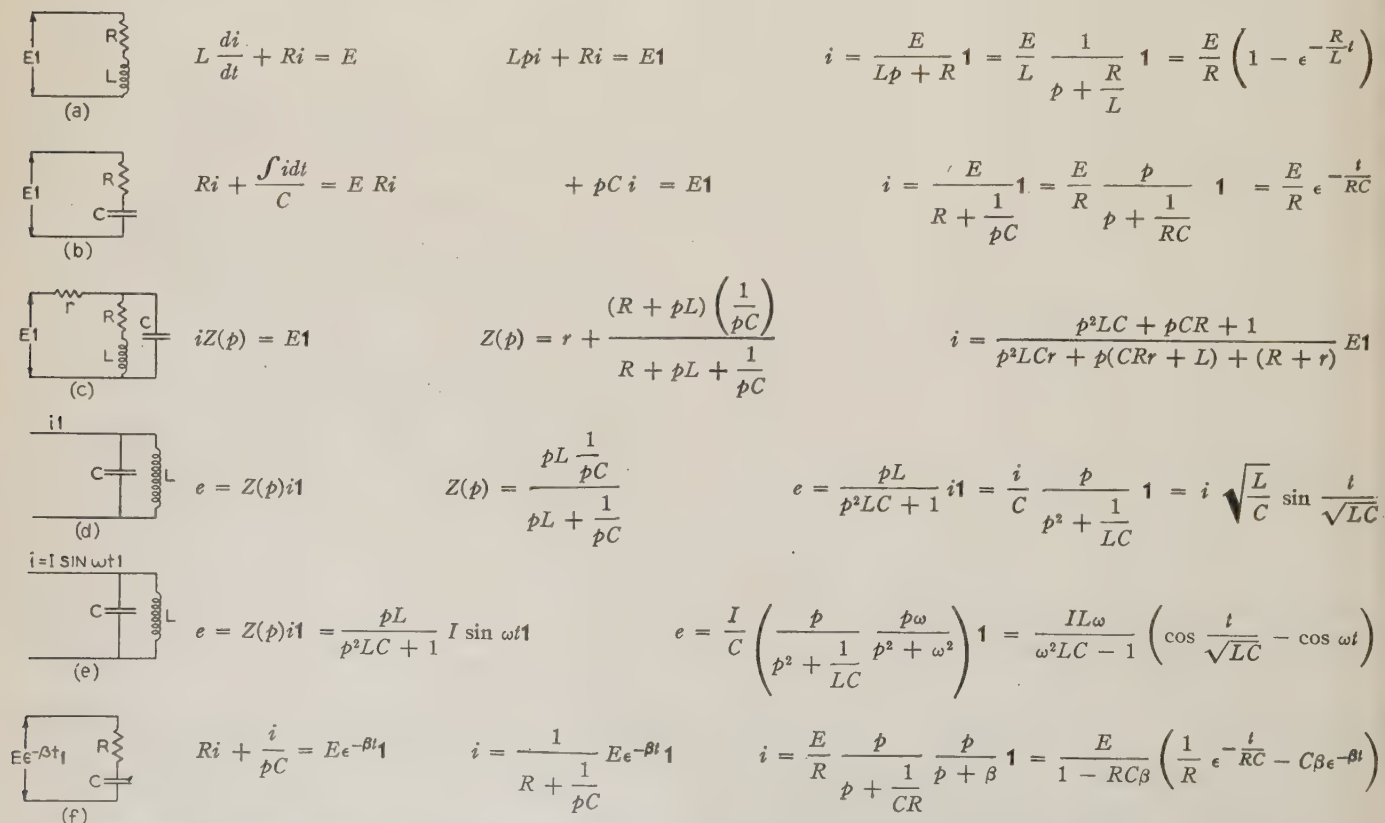 E1 R L (a) L di/dt + Ri = E Lpi + Ri = E1 i = E/(Lp + R) 1 = E/L 1/(p + R/L) 1 = E/R (1 − ϵ^(−(R/L)t))
E1 R C (b) Ri + ∫idt/C = E Ri + pC i = E1 i = E/(R + 1/pC) 1 = E/R p/(p + 1/RC) 1 = E/R ϵ^(−t/RC)
E1 r R L C (c) iZ(p) = E1 Z(p) = r + (R + pL)(1/pC)/(R + pL + 1/pC) i = (p²LC + pCR + 1)/(p²LCr + p(CRr + L) + (R + r)) E1
i1 C L (d) e = Z(p)i1 Z(p) = (pL 1/pC)/(pL + 1/pC) e = pL/(p²LC + 1) i1 = i/C p/(p² + 1/LC) 1 = i √(L/C) sin t/√(LC)
i=I SIN ωt1 C L (e) e = Z(p)i1 = pL/(p²LC + 1) I sin ωt1 e = I/C (p/(p² + 1/LC) pω/(p² + ω²)) 1 = ILω/(ω²LC − 1) (cos t/√(LC) − cos ωt)
Eϵ^(−βt)1 R C (f) Ri + i/pC = Eϵ^(−βt)1 i = 1/(R + 1/pC) Eϵ^(−βt)1 i = E/R p/(p + 1/CR) p/(p + β) 1 = E/(1 − RCβ) (1/R ϵ^(−t/RC) − Cβϵ^(−βt))